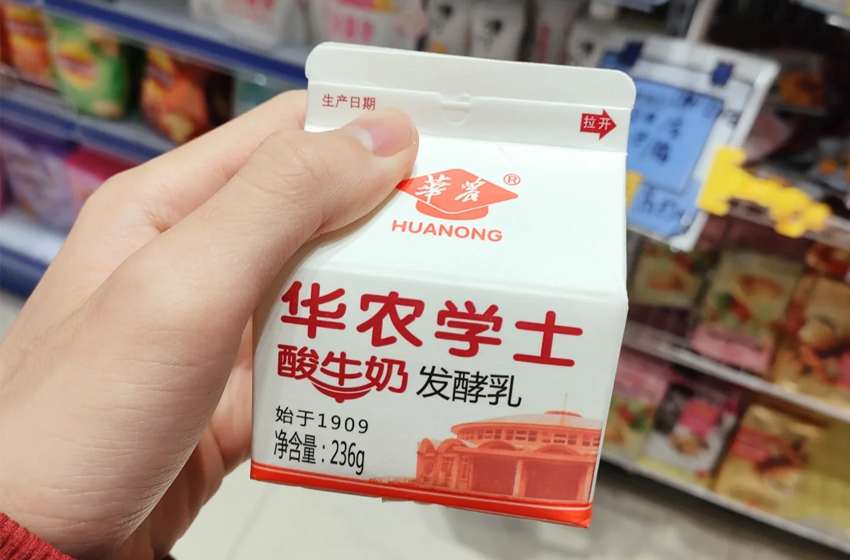 生产日期
拉开
華農®
HUANONG
华农学士
酸牛奶 发酵乳
始于1909
净含量：236g